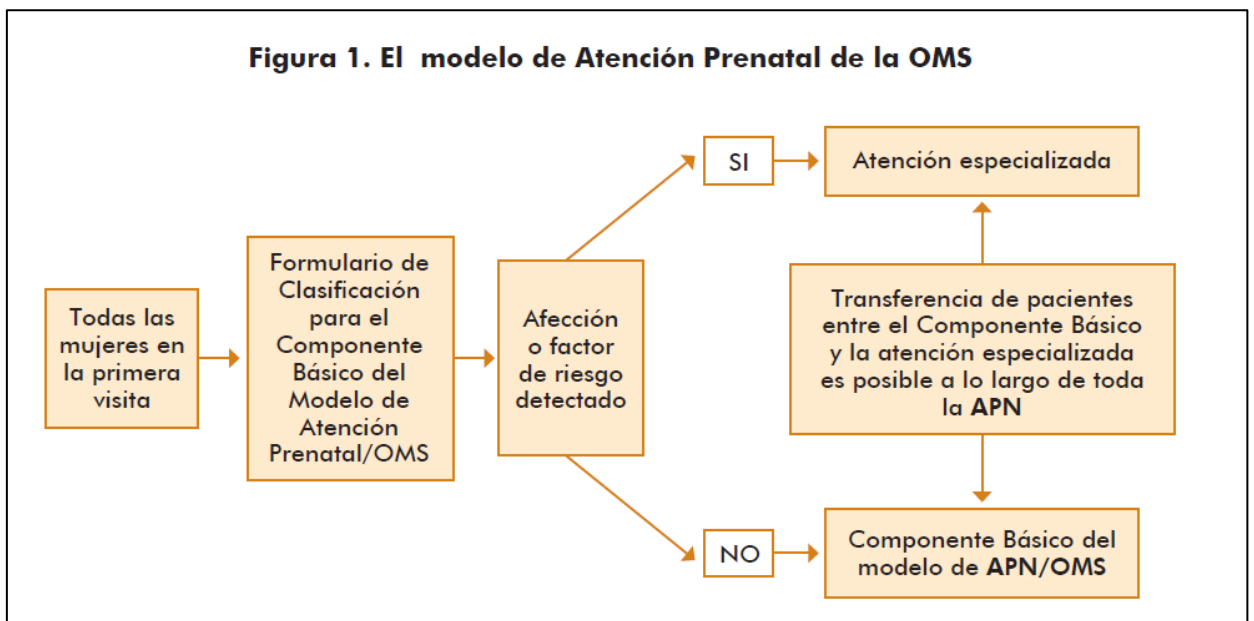 Figura 1. El modelo de Atención Prenatal de la OMS
Todas las
mujeres en
la primera
visita
Formulario de
Clasificación
para el
Componente
Básico del
Modelo de
Atención
Prenatal/OMS
Afección
o factor
de riesgo
detectado
SI
Atención especializada
Transferencia de pacientes
entre el Componente Básico
y la atención especializada
es posible a lo largo de toda
la APN
NO
Componente Básico del
modelo de APN/OMS